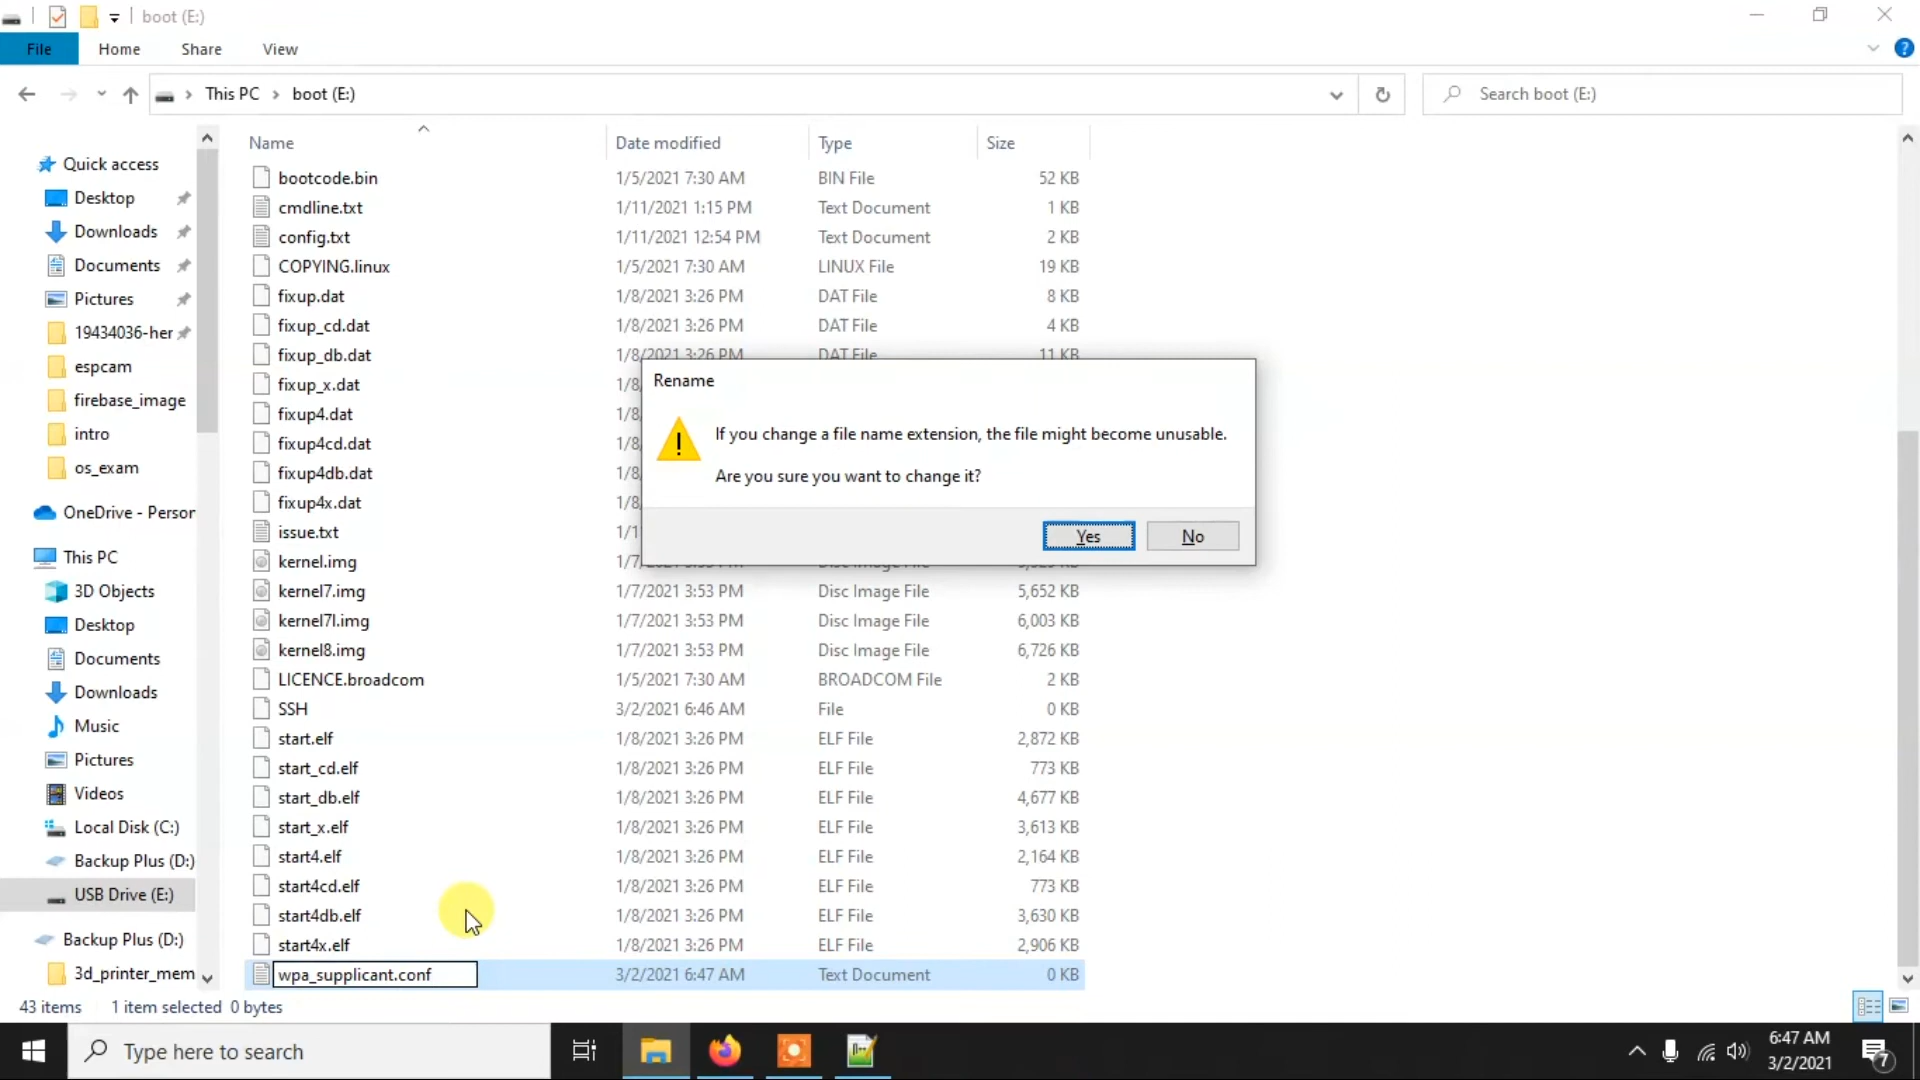 boot (E:)
File Home Share View
This PC > boot (E:)
Search boot (E:)
Name Date modified Type Size
Quick access
Desktop
Downloads
Documents
Pictures
19434036-her
espcam
firebase_image
intro
os_exam
OneDrive - Person
This PC
3D Objects
Desktop
Documents
Downloads
Music
Pictures
Videos
Local Disk (C:)
Backup Plus (D:)
USB Drive (E:)
Backup Plus (D:)
3d_printer_mem
bootcode.bin 1/5/2021 7:30 AM BIN File 52 KB
cmdline.txt 1/11/2021 1:15 PM Text Document 1 KB
config.txt 1/11/2021 12:54 PM Text Document 2 KB
COPYING.linux 1/5/2021 7:30 AM LINUX File 19 KB
fixup.dat 1/8/2021 3:26 PM DAT File 8 KB
fixup_cd.dat 1/8/2021 3:26 PM DAT File 4 KB
fixup_db.dat 1/8/2021 3:26 PM DAT File 11 KB
fixup_x.dat 1/8
fixup4.dat 1/8
fixup4cd.dat 1/8
fixup4db.dat 1/8
fixup4x.dat 1/8
issue.txt 1/1
kernel.img 1/7/2021 3:53 PM Disc Image File
kernel7.img 1/7/2021 3:53 PM Disc Image File 5,652 KB
kernel7l.img 1/7/2021 3:53 PM Disc Image File 6,003 KB
kernel8.img 1/7/2021 3:53 PM Disc Image File 6,726 KB
LICENCE.broadcom 1/5/2021 7:30 AM BROADCOM File 2 KB
SSH 3/2/2021 6:46 AM File 0 KB
start.elf 1/8/2021 3:26 PM ELF File 2,872 KB
start_cd.elf 1/8/2021 3:26 PM ELF File 773 KB
start_db.elf 1/8/2021 3:26 PM ELF File 4,677 KB
start_x.elf 1/8/2021 3:26 PM ELF File 3,613 KB
start4.elf 1/8/2021 3:26 PM ELF File 2,164 KB
start4cd.elf 1/8/2021 3:26 PM ELF File 773 KB
start4db.elf 1/8/2021 3:26 PM ELF File 3,630 KB
start4x.elf 1/8/2021 3:26 PM ELF File 2,906 KB
wpa_supplicant.conf 3/2/2021 6:47 AM Text Document 0 KB
Rename
If you change a file name extension, the file might become unusable.
Are you sure you want to change it?
Yes No
43 items 1 item selected 0 bytes
Type here to search
6:47 AM
3/2/2021
7